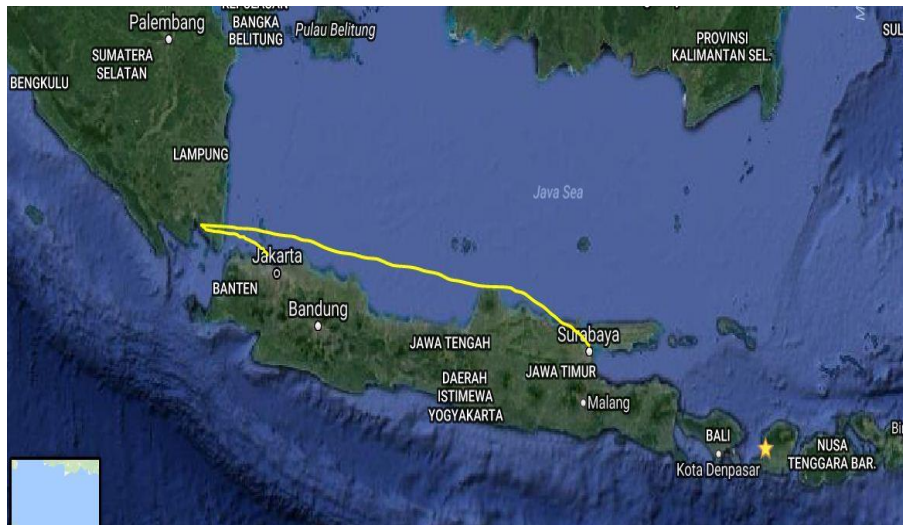 KEPULAUAN
BANGKA
BELITUNG
Palembang
Pulau Belitung
PROVINSI
KALIMANTAN SEL.
SUMATERA
SELATAN
BENGKULU
LAMPUNG
Java Sea
Jakarta
BANTEN
Bandung
JAWA TENGAH
Surabaya
JAWA TIMUR
DAERAH
ISTIMEWA
YOGYAKARTA
Malang
BALI
Kota Denpasar
NUSA
TENGGARA BAR.